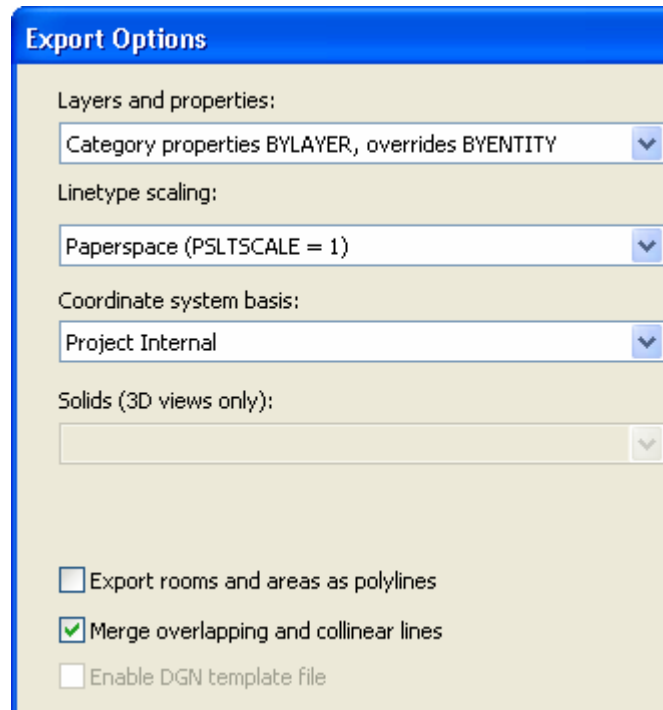 Export Options
Layers and properties:
Category properties BYLAYER, overrides BYENTITY
Linetype scaling:
Paperspace (PSLTSCALE = 1)
Coordinate system basis:
Project Internal
Solids (3D views only):
Export rooms and areas as polylines
Merge overlapping and collinear lines
Enable DGN template file